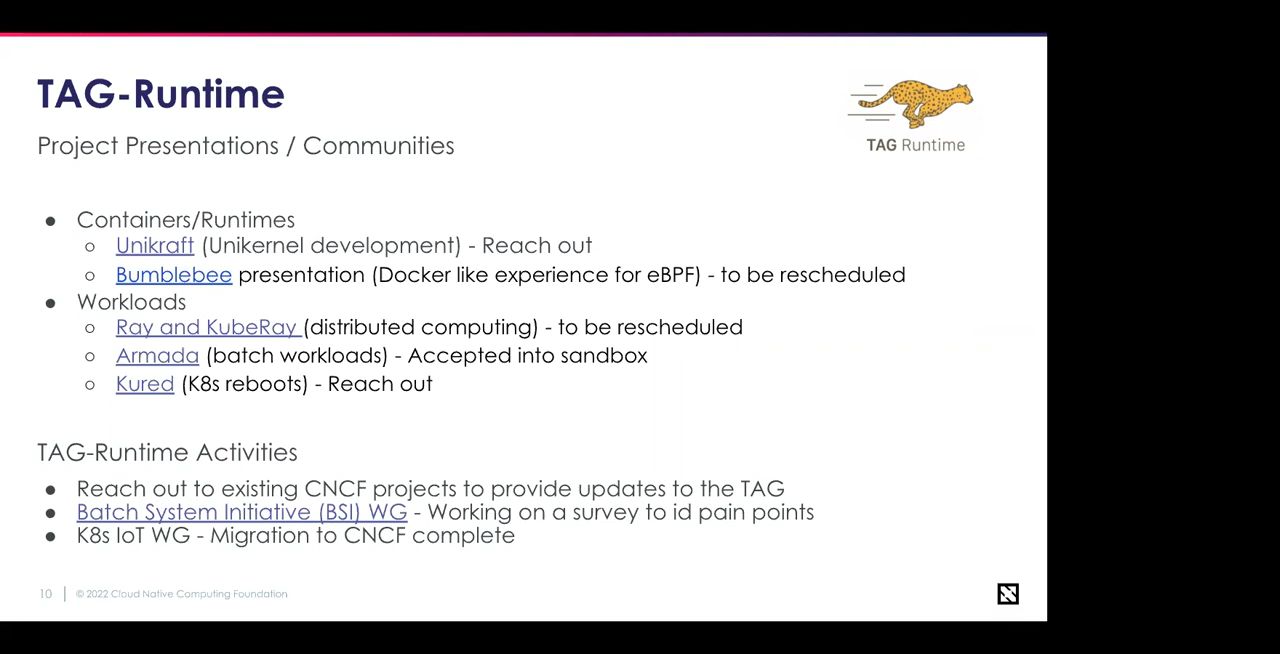 TAG-Runtime
TAG Runtime
Project Presentations / Communities
● Containers/Runtimes
○ Unikraft (Unikernel development) - Reach out
○ Bumblebee presentation (Docker like experience for eBPF) - to be rescheduled
● Workloads
○ Ray and KubeRay (distributed computing) - to be rescheduled
○ Armada (batch workloads) - Accepted into sandbox
○ Kured (K8s reboots) - Reach out
TAG-Runtime Activities
● Reach out to existing CNCF projects to provide updates to the TAG
● Batch System Initiative (BSI) WG - Working on a survey to id pain points
● K8s IoT WG - Migration to CNCF complete
10 | © 2022 Cloud Native Computing Foundation